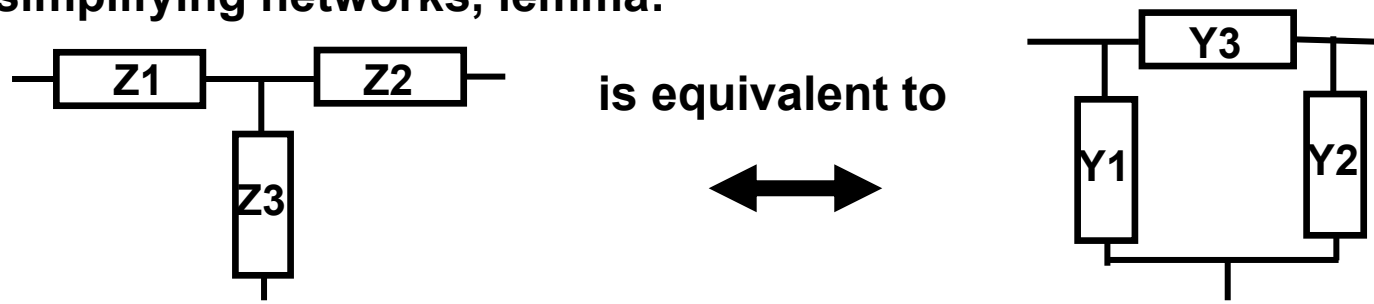 simplifying networks, lemma:
Z1 Z2 Y3
is equivalent to
Z3 Y1 Y2